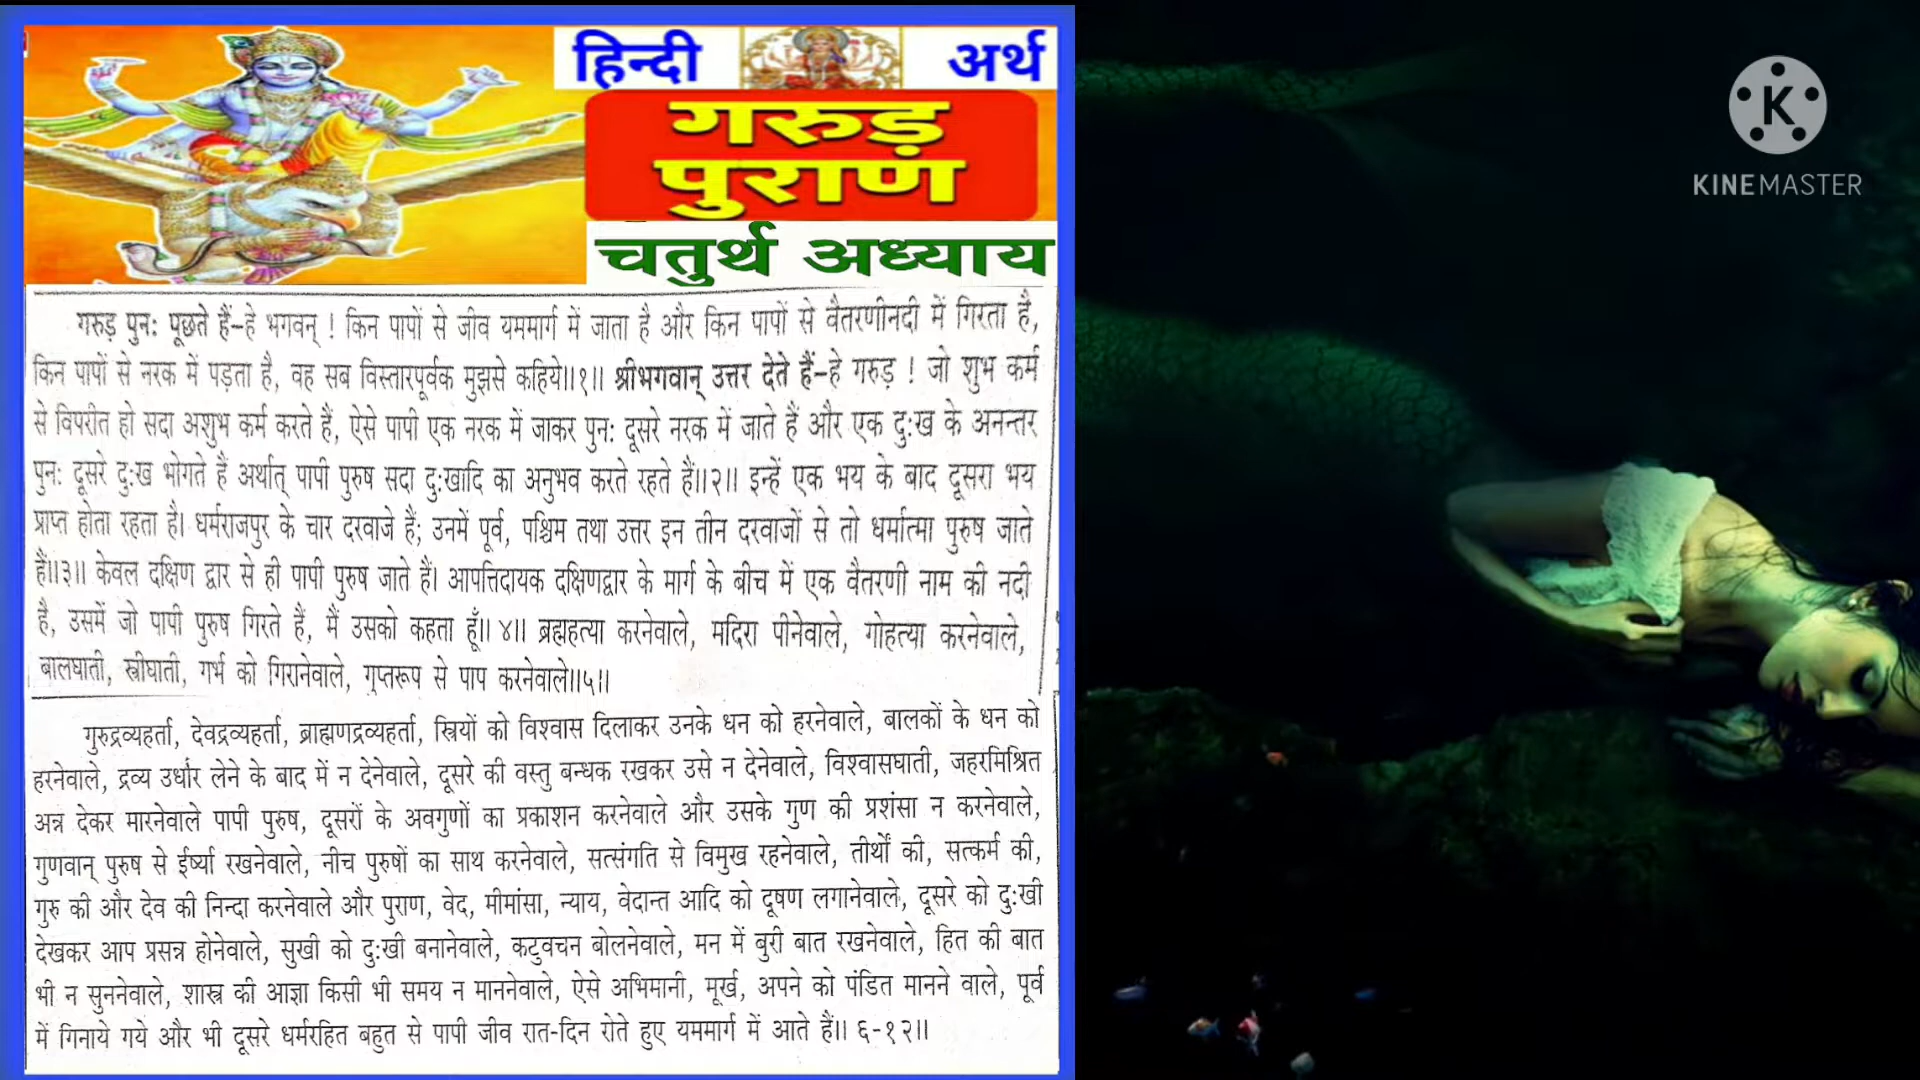 हिन्दी अर्थ
गरुड़
पुराण
चतुर्थ अध्याय
KINEMASTER
गरुड़ पुन: पूछते हैं–हे भगवन् ! किन पापों से जीव यममार्ग में जाता है और किन पापों से वैतरणीनदी में गिरता है,
किन पापों से नरक में पड़ता है, वह सब विस्तारपूर्वक मुझसे कहिये॥१॥ श्रीभगवान् उत्तर देते हैं–हे गरुड़ ! जो शुभ कर्म
से विपरीत हो सदा अशुभ कर्म करते हैं, ऐसे पापी एक नरक में जाकर पुन: दूसरे नरक में जाते हैं और एक दु:ख के अनन्तर
पुन: दूसरे दु:ख भोगते हैं अर्थात् पापी पुरुष सदा दु:खादि का अनुभव करते रहते हैं॥२॥ इन्हें एक भय के बाद दूसरा भय
प्राप्त होता रहता है। धर्मराजपुर के चार दरवाजे हैं; उनमें पूर्व, पश्चिम तथा उत्तर इन तीन दरवाजों से तो धर्मात्मा पुरुष जाते
हैं॥३॥ केवल दक्षिण द्वार से ही पापी पुरुष जाते हैं। आपत्तिदायक दक्षिणद्वार के मार्ग के बीच में एक वैतरणी नाम की नदी
है, उसमें जो पापी पुरुष गिरते हैं, मैं उसको कहता हूँ॥ ४॥ ब्रह्महत्या करनेवाले, मदिरा पीनेवाले, गोहत्या करनेवाले,
बालघाती, स्त्रीघाती, गर्भ को गिरानेवाले, गुप्तरूप से पाप करनेवाले॥५॥
गुरुद्रव्यहर्ता, देवद्रव्यहर्ता, ब्राह्मणद्रव्यहर्ता, स्त्रियों को विश्वास दिलाकर उनके धन को हरनेवाले, बालकों के धन को
हरनेवाले, द्रव्य उधार लेने के बाद में न देनेवाले, दूसरे की वस्तु बन्धक रखकर उसे न देनेवाले, विश्वासघाती, जहरमिश्रित
अन्न देकर मारनेवाले पापी पुरुष, दूसरों के अवगुणों का प्रकाशन करनेवाले और उसके गुण की प्रशंसा न करनेवाले,
गुणवान् पुरुष से ईर्ष्या रखनेवाले, नीच पुरुषों का साथ करनेवाले, सत्संगति से विमुख रहनेवाले, तीर्थों की, सत्कर्म की,
गुरु की और देव की निन्दा करनेवाले और पुराण, वेद, मीमांसा, न्याय, वेदान्त आदि को दूषण लगानेवाले, दूसरे को दु:खी
देखकर आप प्रसन्न होनेवाले, सुखी को दु:खी बनानेवाले, कटुवचन बोलनेवाले, मन में बुरी बात रखनेवाले, हित की बात
भी न सुननेवाले, शास्त्र की आज्ञा किसी भी समय न माननेवाले, ऐसे अभिमानी, मूर्ख, अपने को पंडित मानने वाले, पूर्व
में गिनाये गये और भी दूसरे धर्मरहित बहुत से पापी जीव रात-दिन रोते हुए यममार्ग में आते हैं॥ ६-१२॥